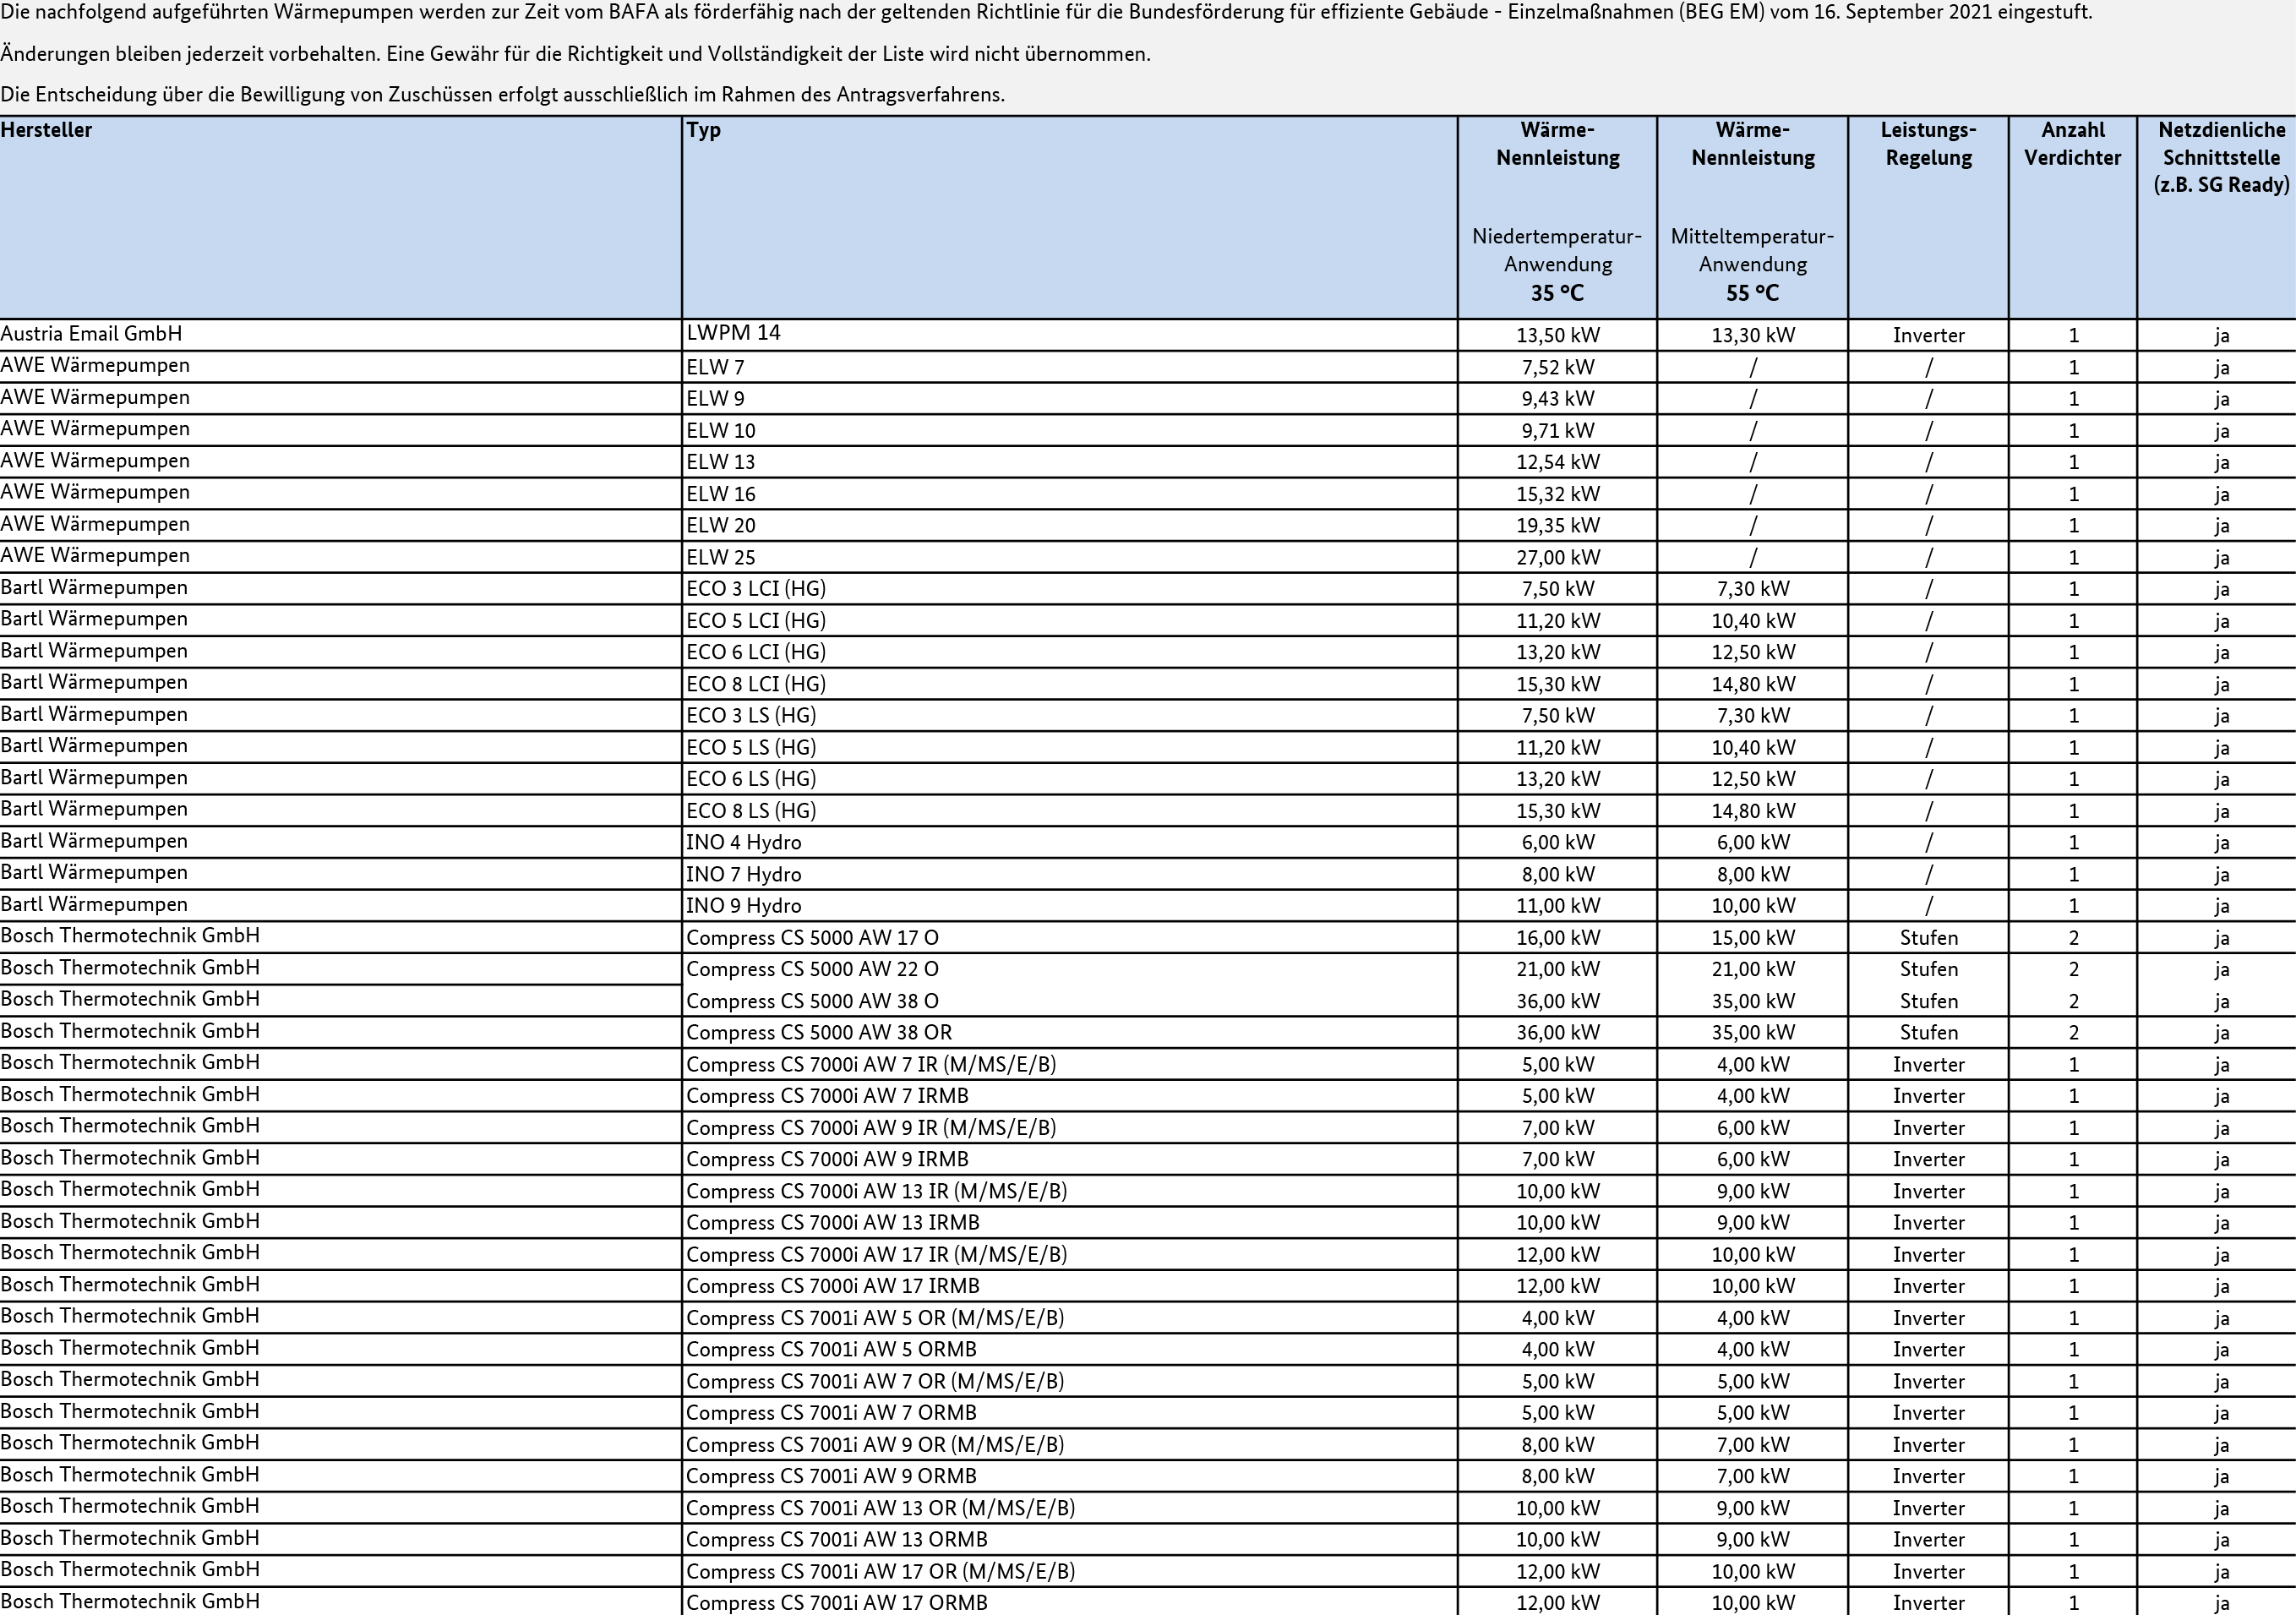 Die nachfolgend aufgeführten Wärmepumpen werden zur Zeit vom BAFA als förderfähig nach der geltenden Richtlinie für die Bundesförderung für effiziente Gebäude - Einzelmaßnahmen (BEG EM) vom 16. September 2021 eingestuft.
Änderungen bleiben jederzeit vorbehalten. Eine Gewähr für die Richtigkeit und Vollständigkeit der Liste wird nicht übernommen.
Die Entscheidung über die Bewilligung von Zuschüssen erfolgt ausschließlich im Rahmen des Antragsverfahrens.
Hersteller Typ Wärme- Wärme- Leistungs- Anzahl Netzdienliche
Nennleistung Nennleistung Regelung Verdichter Schnittstelle
(z.B. SG Ready)
Niedertemperatur- Mitteltemperatur-
Anwendung Anwendung
35 °C 55 °C
Austria Email GmbH LWPM 14 13,50 kW 13,30 kW Inverter 1 ja
AWE Wärmepumpen ELW 7 7,52 kW / / 1 ja
AWE Wärmepumpen ELW 9 9,43 kW / / 1 ja
AWE Wärmepumpen ELW 10 9,71 kW / / 1 ja
AWE Wärmepumpen ELW 13 12,54 kW / / 1 ja
AWE Wärmepumpen ELW 16 15,32 kW / / 1 ja
AWE Wärmepumpen ELW 20 19,35 kW / / 1 ja
AWE Wärmepumpen ELW 25 27,00 kW / / 1 ja
Bartl Wärmepumpen ECO 3 LCI (HG) 7,50 kW 7,30 kW / 1 ja
Bartl Wärmepumpen ECO 5 LCI (HG) 11,20 kW 10,40 kW / 1 ja
Bartl Wärmepumpen ECO 6 LCI (HG) 13,20 kW 12,50 kW / 1 ja
Bartl Wärmepumpen ECO 8 LCI (HG) 15,30 kW 14,80 kW / 1 ja
Bartl Wärmepumpen ECO 3 LS (HG) 7,50 kW 7,30 kW / 1 ja
Bartl Wärmepumpen ECO 5 LS (HG) 11,20 kW 10,40 kW / 1 ja
Bartl Wärmepumpen ECO 6 LS (HG) 13,20 kW 12,50 kW / 1 ja
Bartl Wärmepumpen ECO 8 LS (HG) 15,30 kW 14,80 kW / 1 ja
Bartl Wärmepumpen INO 4 Hydro 6,00 kW 6,00 kW / 1 ja
Bartl Wärmepumpen INO 7 Hydro 8,00 kW 8,00 kW / 1 ja
Bartl Wärmepumpen INO 9 Hydro 11,00 kW 10,00 kW / 1 ja
Bosch Thermotechnik GmbH Compress CS 5000 AW 17 O 16,00 kW 15,00 kW Stufen 2 ja
Bosch Thermotechnik GmbH Compress CS 5000 AW 22 O 21,00 kW 21,00 kW Stufen 2 ja
Bosch Thermotechnik GmbH Compress CS 5000 AW 38 O 36,00 kW 35,00 kW Stufen 2 ja
Bosch Thermotechnik GmbH Compress CS 5000 AW 38 OR 36,00 kW 35,00 kW Stufen 2 ja
Bosch Thermotechnik GmbH Compress CS 7000i AW 7 IR (M/MS/E/B) 5,00 kW 4,00 kW Inverter 1 ja
Bosch Thermotechnik GmbH Compress CS 7000i AW 7 IRMB 5,00 kW 4,00 kW Inverter 1 ja
Bosch Thermotechnik GmbH Compress CS 7000i AW 9 IR (M/MS/E/B) 7,00 kW 6,00 kW Inverter 1 ja
Bosch Thermotechnik GmbH Compress CS 7000i AW 9 IRMB 7,00 kW 6,00 kW Inverter 1 ja
Bosch Thermotechnik GmbH Compress CS 7000i AW 13 IR (M/MS/E/B) 10,00 kW 9,00 kW Inverter 1 ja
Bosch Thermotechnik GmbH Compress CS 7000i AW 13 IRMB 10,00 kW 9,00 kW Inverter 1 ja
Bosch Thermotechnik GmbH Compress CS 7000i AW 17 IR (M/MS/E/B) 12,00 kW 10,00 kW Inverter 1 ja
Bosch Thermotechnik GmbH Compress CS 7000i AW 17 IRMB 12,00 kW 10,00 kW Inverter 1 ja
Bosch Thermotechnik GmbH Compress CS 7001i AW 5 OR (M/MS/E/B) 4,00 kW 4,00 kW Inverter 1 ja
Bosch Thermotechnik GmbH Compress CS 7001i AW 5 ORMB 4,00 kW 4,00 kW Inverter 1 ja
Bosch Thermotechnik GmbH Compress CS 7001i AW 7 OR (M/MS/E/B) 5,00 kW 5,00 kW Inverter 1 ja
Bosch Thermotechnik GmbH Compress CS 7001i AW 7 ORMB 5,00 kW 5,00 kW Inverter 1 ja
Bosch Thermotechnik GmbH Compress CS 7001i AW 9 OR (M/MS/E/B) 8,00 kW 7,00 kW Inverter 1 ja
Bosch Thermotechnik GmbH Compress CS 7001i AW 9 ORMB 8,00 kW 7,00 kW Inverter 1 ja
Bosch Thermotechnik GmbH Compress CS 7001i AW 13 OR (M/MS/E/B) 10,00 kW 9,00 kW Inverter 1 ja
Bosch Thermotechnik GmbH Compress CS 7001i AW 13 ORMB 10,00 kW 9,00 kW Inverter 1 ja
Bosch Thermotechnik GmbH Compress CS 7001i AW 17 OR (M/MS/E/B) 12,00 kW 10,00 kW Inverter 1 ja
Bosch Thermotechnik GmbH Compress CS 7001i AW 17 ORMB 12,00 kW 10,00 kW Inverter 1 ja